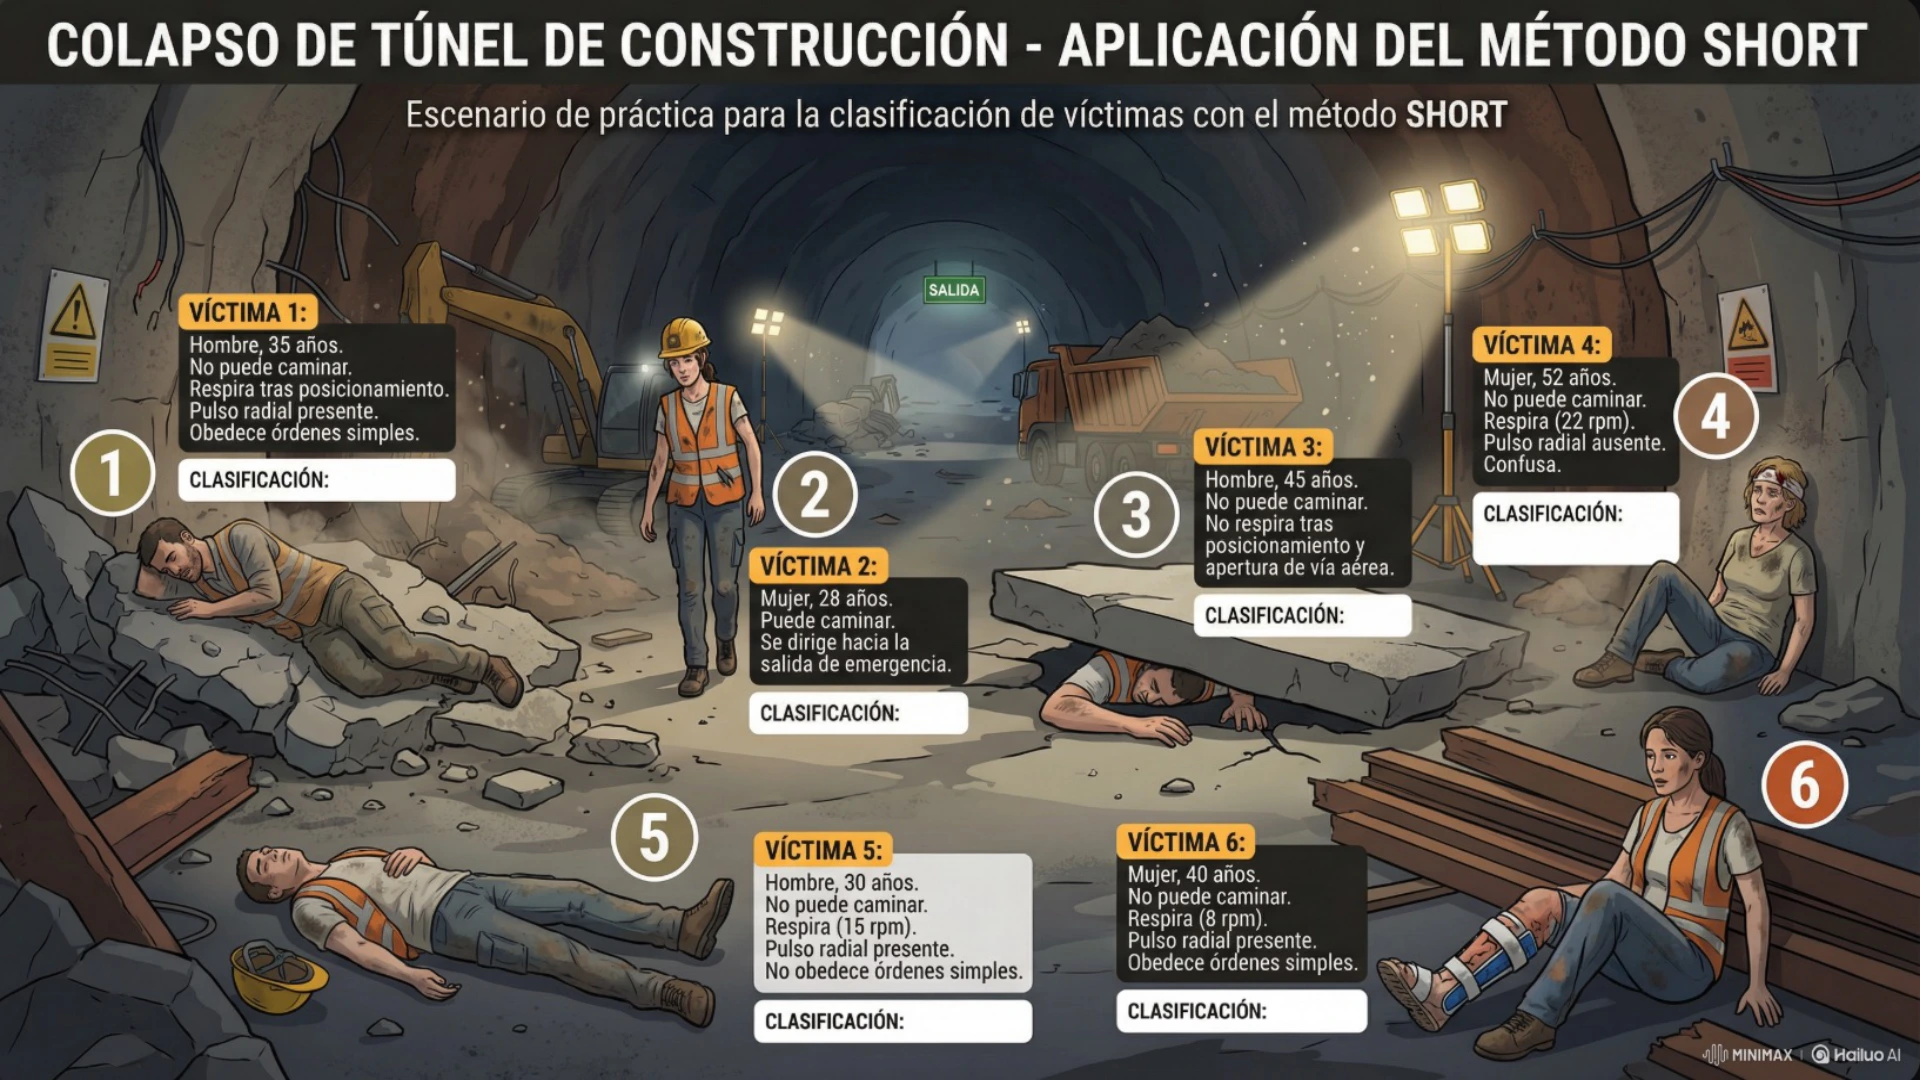 COLAPSO DE TÚNEL DE CONSTRUCCIÓN - APLICACIÓN DEL MÉTODO SHORT
Escenario de práctica para la clasificación de víctimas con el método SHORT
SALIDA
VÍCTIMA 1:
Hombre, 35 años.
No puede caminar.
Respira tras posicionamiento.
Pulso radial presente.
Obedece órdenes simples.
CLASIFICACIÓN:
1
2
VÍCTIMA 2:
Mujer, 28 años.
Puede caminar.
Se dirige hacia la
salida de emergencia.
CLASIFICACIÓN:
3
VÍCTIMA 3:
Hombre, 45 años.
No puede caminar.
No respira tras
posicionamiento y
apertura de vía aérea.
CLASIFICACIÓN:
VÍCTIMA 4:
Mujer, 52 años.
No puede caminar.
Respira (22 rpm).
Pulso radial ausente.
Confusa.
CLASIFICACIÓN:
4
5
VÍCTIMA 5:
Hombre, 30 años.
No puede caminar.
Respira (15 rpm).
Pulso radial presente.
No obedece órdenes simples.
CLASIFICACIÓN:
VÍCTIMA 6:
Mujer, 40 años.
No puede caminar.
Respira (8 rpm).
Pulso radial presente.
Obedece órdenes simples.
CLASIFICACIÓN:
6
MINIMAX | Hailuo AI